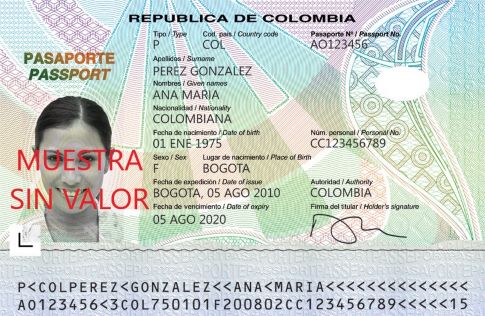 REPUBLICA DE COLOMBIA
PASAPORTE
PASSPORT
Tipo / Type Cod. país / Country code Pasaporte Nº / Passport No.
P COL AO123456
Apellidos / Surname
PEREZ GONZALEZ
Nombres / Given names
ANA MARIA
Nacionalidad / Nationality
COLOMBIANA
Fecha de nacimiento / Date of birth Núm. personal / Personal No.
01 ENE 1975 CC123456789
Sexo / Sex Lugar de nacimiento / Place of Birth
F BOGOTA
Fecha de expedición / Date of issue Autoridad / Authority
BOGOTA, 05 AGO 2010 COLOMBIA
Fecha de vencimiento / Date of expiry Firma del titular / Holder's signature
05 AGO 2020
MUESTRA
SIN VALOR
P<COLPEREZ<GONZALEZ<<ANA<MARIA<<<<<<<<<<<<<<
AO123456<3COL750101F200802CC123456789<<<<<15